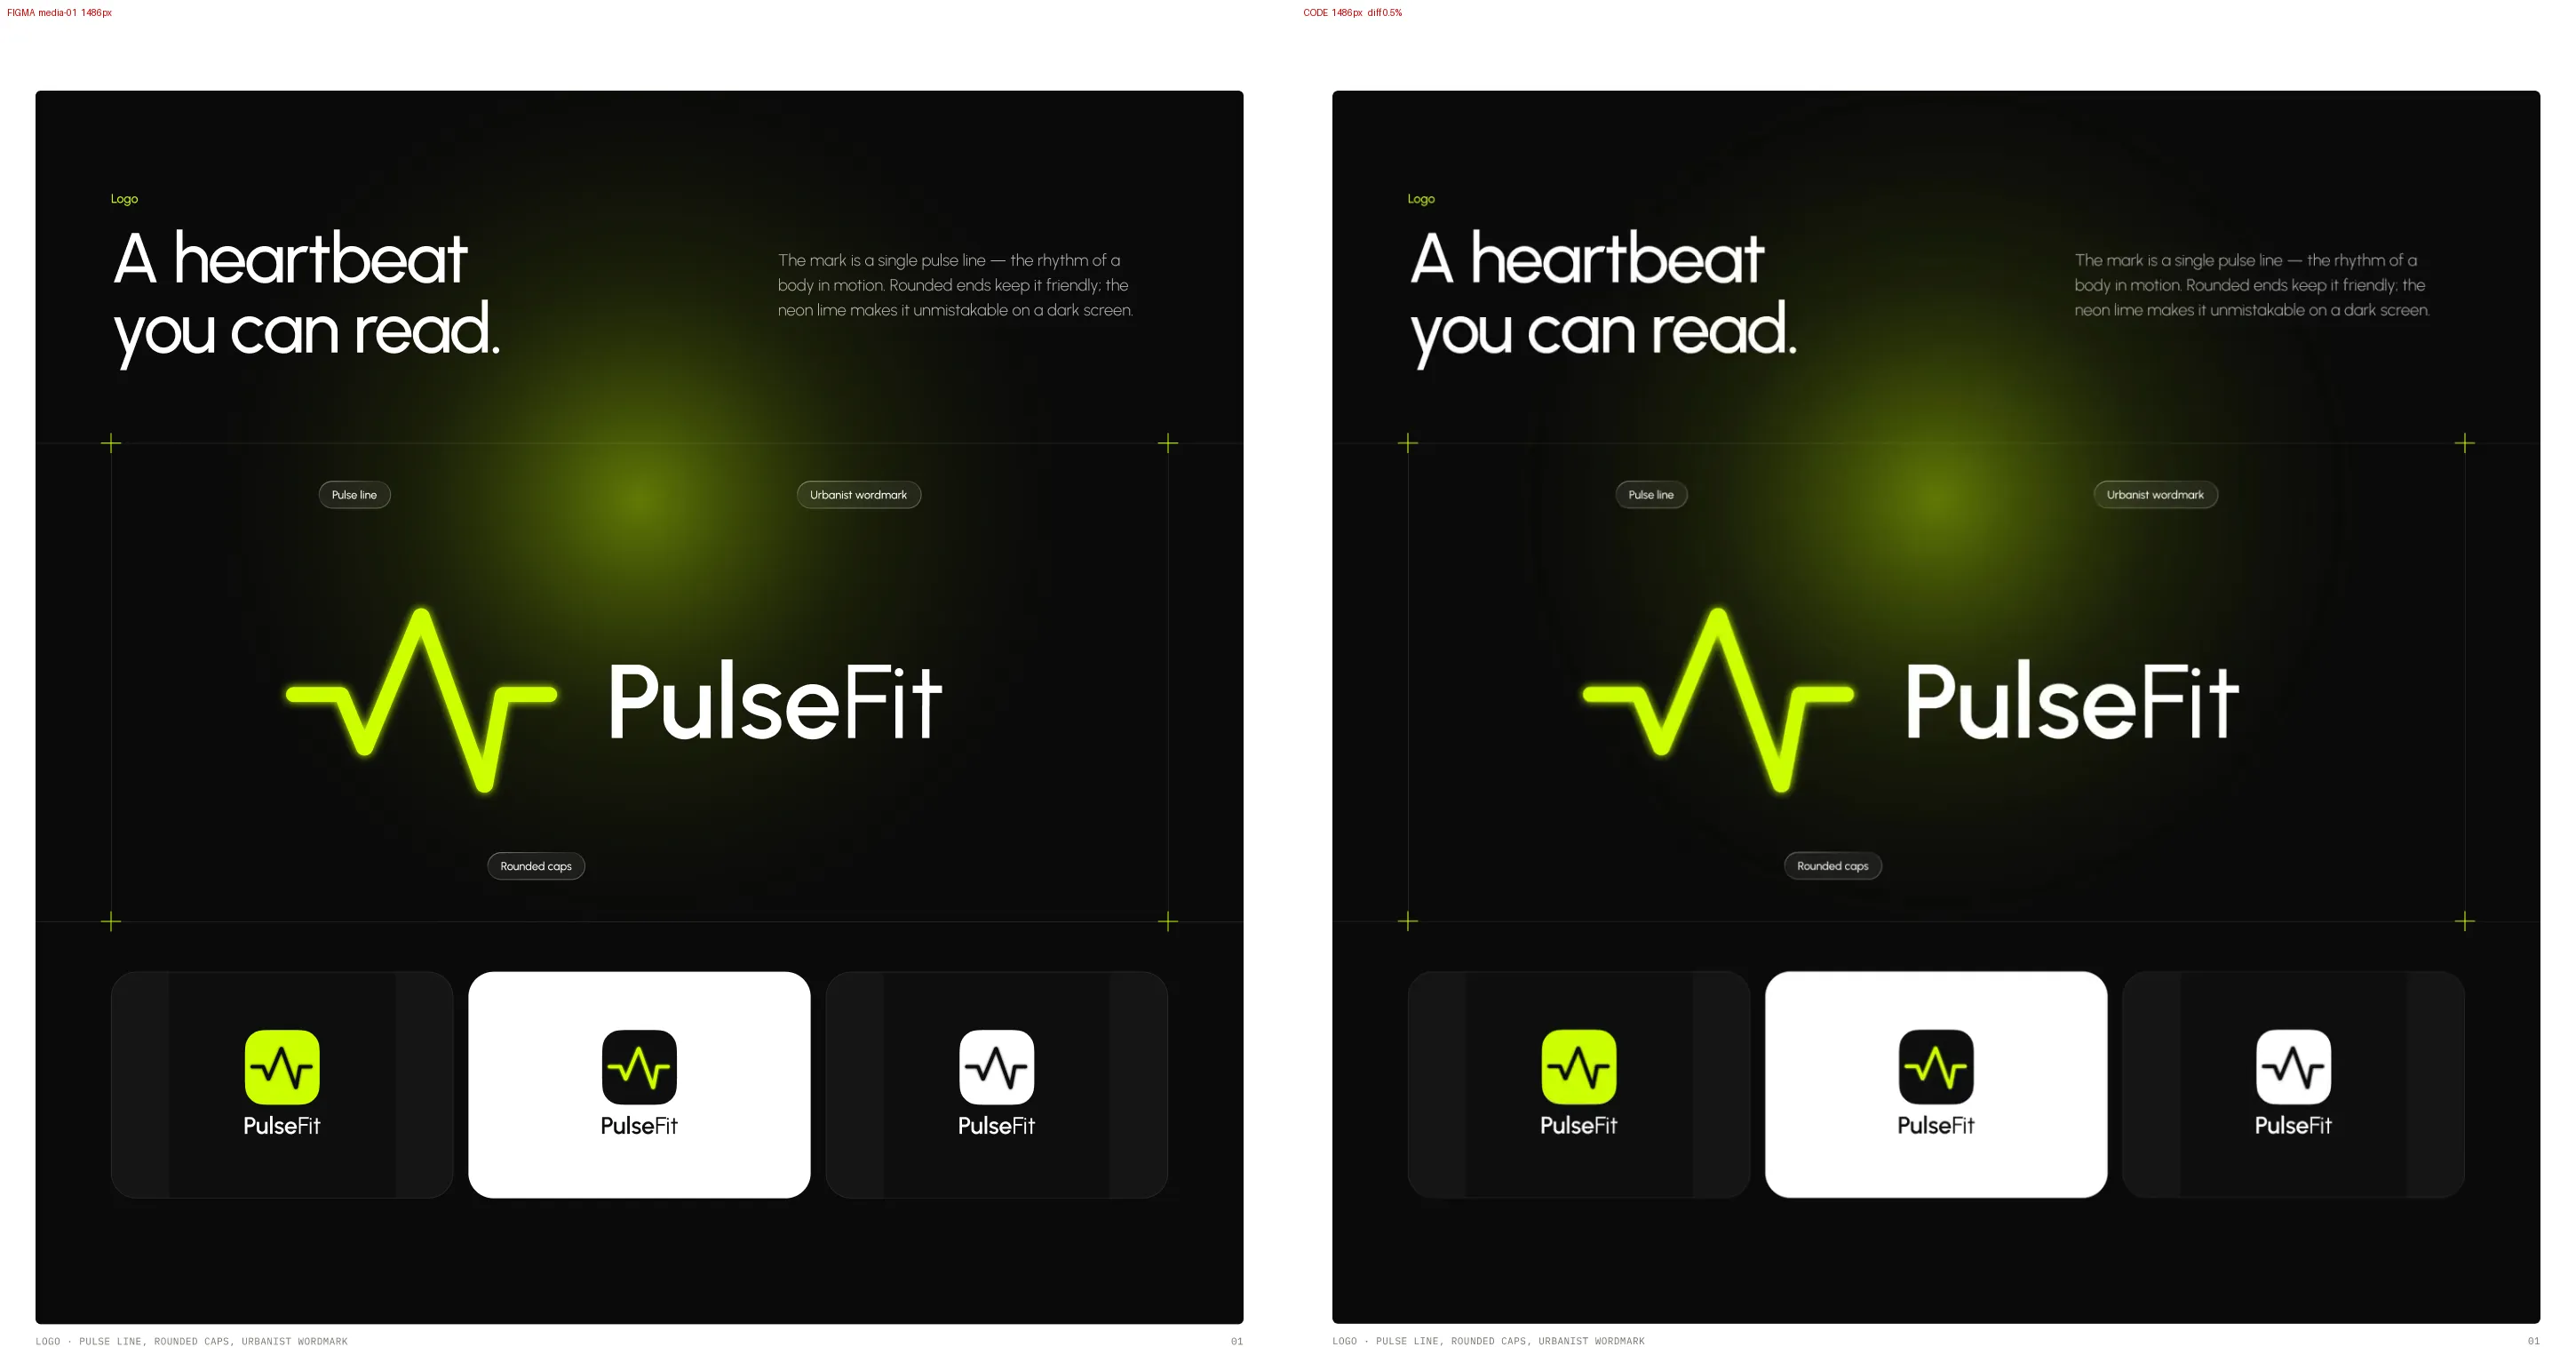 FIGMA media-01 1486px
Logo
A heartbeat
you can read.
The mark is a single pulse line — the rhythm of a
body in motion. Rounded ends keep it friendly; the
neon lime makes it unmistakable on a dark screen.
Pulse line
Urbanist wordmark
PulseFit
Rounded caps
PulseFit
PulseFit
PulseFit
LOGO · PULSE LINE, ROUNDED CAPS, URBANIST WORDMARK
01
CODE 1486px diff0.5%
Logo
A heartbeat
you can read.
The mark is a single pulse line — the rhythm of a
body in motion. Rounded ends keep it friendly; the
neon lime makes it unmistakable on a dark screen.
Pulse line
Urbanist wordmark
PulseFit
Rounded caps
PulseFit
PulseFit
PulseFit
LOGO · PULSE LINE, ROUNDED CAPS, URBANIST WORDMARK
01